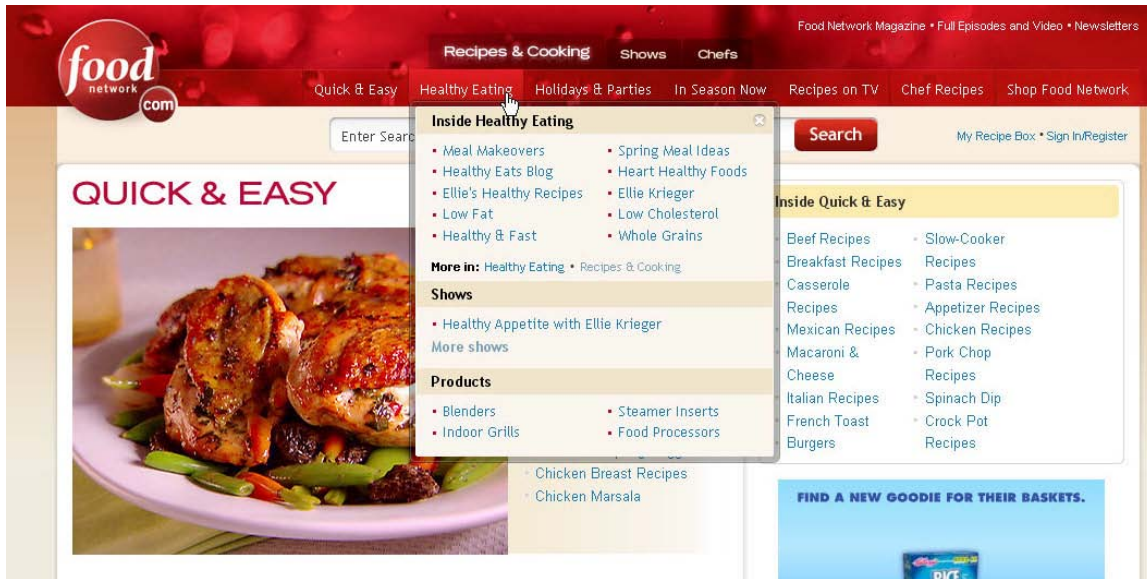 Food Network Magazine • Full Episodes and Video • Newsletters
food
network
com
Recipes & Cooking Shows Chefs
Quick & Easy Healthy Eating Holidays & Parties In Season Now Recipes on TV Chef Recipes Shop Food Network
Enter Searc
Search
My Recipe Box • Sign In/Register
QUICK & EASY
Inside Healthy Eating
• Meal Makeovers
• Healthy Eats Blog
• Ellie's Healthy Recipes
• Low Fat
• Healthy & Fast
• Spring Meal Ideas
• Heart Healthy Foods
• Ellie Krieger
• Low Cholesterol
• Whole Grains
More in: Healthy Eating • Recipes & Cooking
Shows
• Healthy Appetite with Ellie Krieger
More shows
Products
• Blenders
• Indoor Grills
• Steamer Inserts
• Food Processors
Chicken Breast Recipes
Chicken Marsala
Inside Quick & Easy
Beef Recipes
Breakfast Recipes
Casserole
Recipes
Mexican Recipes
Macaroni &
Cheese
Italian Recipes
French Toast
Burgers
Slow-Cooker
Recipes
Pasta Recipes
Appetizer Recipes
Chicken Recipes
Pork Chop
Recipes
Spinach Dip
Crock Pot
Recipes
FIND A NEW GOODIE FOR THEIR BASKETS.
Kellogg's
RICE